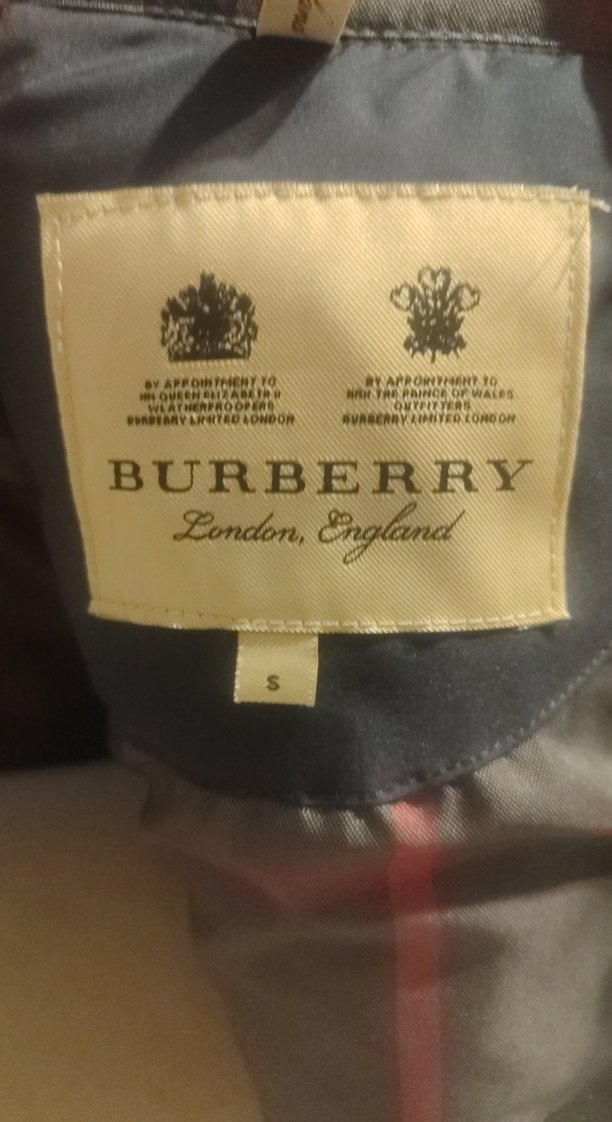 BY APPOINTMENT TO
HM QUEEN ELIZABETH II
WEATHERPROOFERS
BURBERRY LIMITED LONDON
BY APPOINTMENT TO
HRH THE PRINCE OF WALES
OUTFITTERS
BURBERRY LIMITED LONDON
BURBERRY
London, England
S